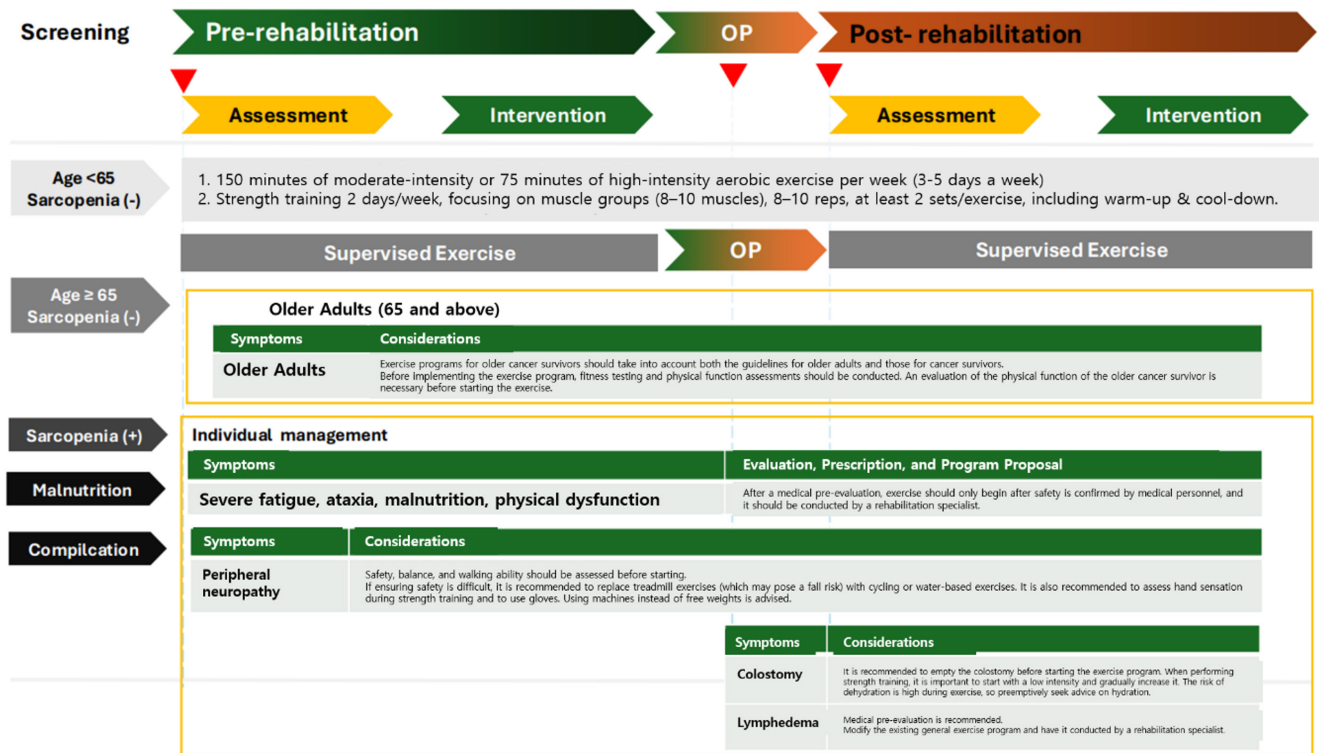 Screening
Pre-rehabilitation
OP
Post- rehabilitation
Assessment
Intervention
Assessment
Intervention
Age <65
Sarcopenia (-)
1. 150 minutes of moderate-intensity or 75 minutes of high-intensity aerobic exercise per week (3-5 days a week)
2. Strength training 2 days/week, focusing on muscle groups (8–10 muscles), 8–10 reps, at least 2 sets/exercise, including warm-up & cool-down.
Supervised Exercise
OP
Supervised Exercise
Age ≥ 65
Sarcopenia (-)
Older Adults (65 and above)
Symptoms
Considerations
Older Adults
Exercise programs for older cancer survivors should take into account both the guidelines for older adults and those for cancer survivors.
Before implementing the exercise program, fitness testing and physical function assessments should be conducted. An evaluation of the physical function of the older cancer survivor is
necessary before starting the exercise.
Sarcopenia (+)
Individual management
Symptoms
Evaluation, Prescription, and Program Proposal
Malnutrition
Severe fatigue, ataxia, malnutrition, physical dysfunction
After a medical pre-evaluation, exercise should only begin after safety is confirmed by medical personnel, and
it should be conducted by a rehabilitation specialist.
Compilcation
Symptoms
Considerations
Peripheral
neuropathy
Safety, balance, and walking ability should be assessed before starting.
If ensuring safety is difficult, it is recommended to replace treadmill exercises (which may pose a fall risk) with cycling or water-based exercises. It is also recommended to assess hand sensation
during strength training and to use gloves. Using machines instead of free weights is advised.
Symptoms
Considerations
Colostomy
It is recommended to empty the colostomy before starting the exercise program. When performing
strength training, it is important to start with a low intensity and gradually increase it. The risk of
dehydration is high during exercise, so preemptively seek advice on hydration.
Lymphedema
Medical pre-evaluation is recommended.
Modify the existing general exercise program and have it conducted by a rehabilitation specialist.